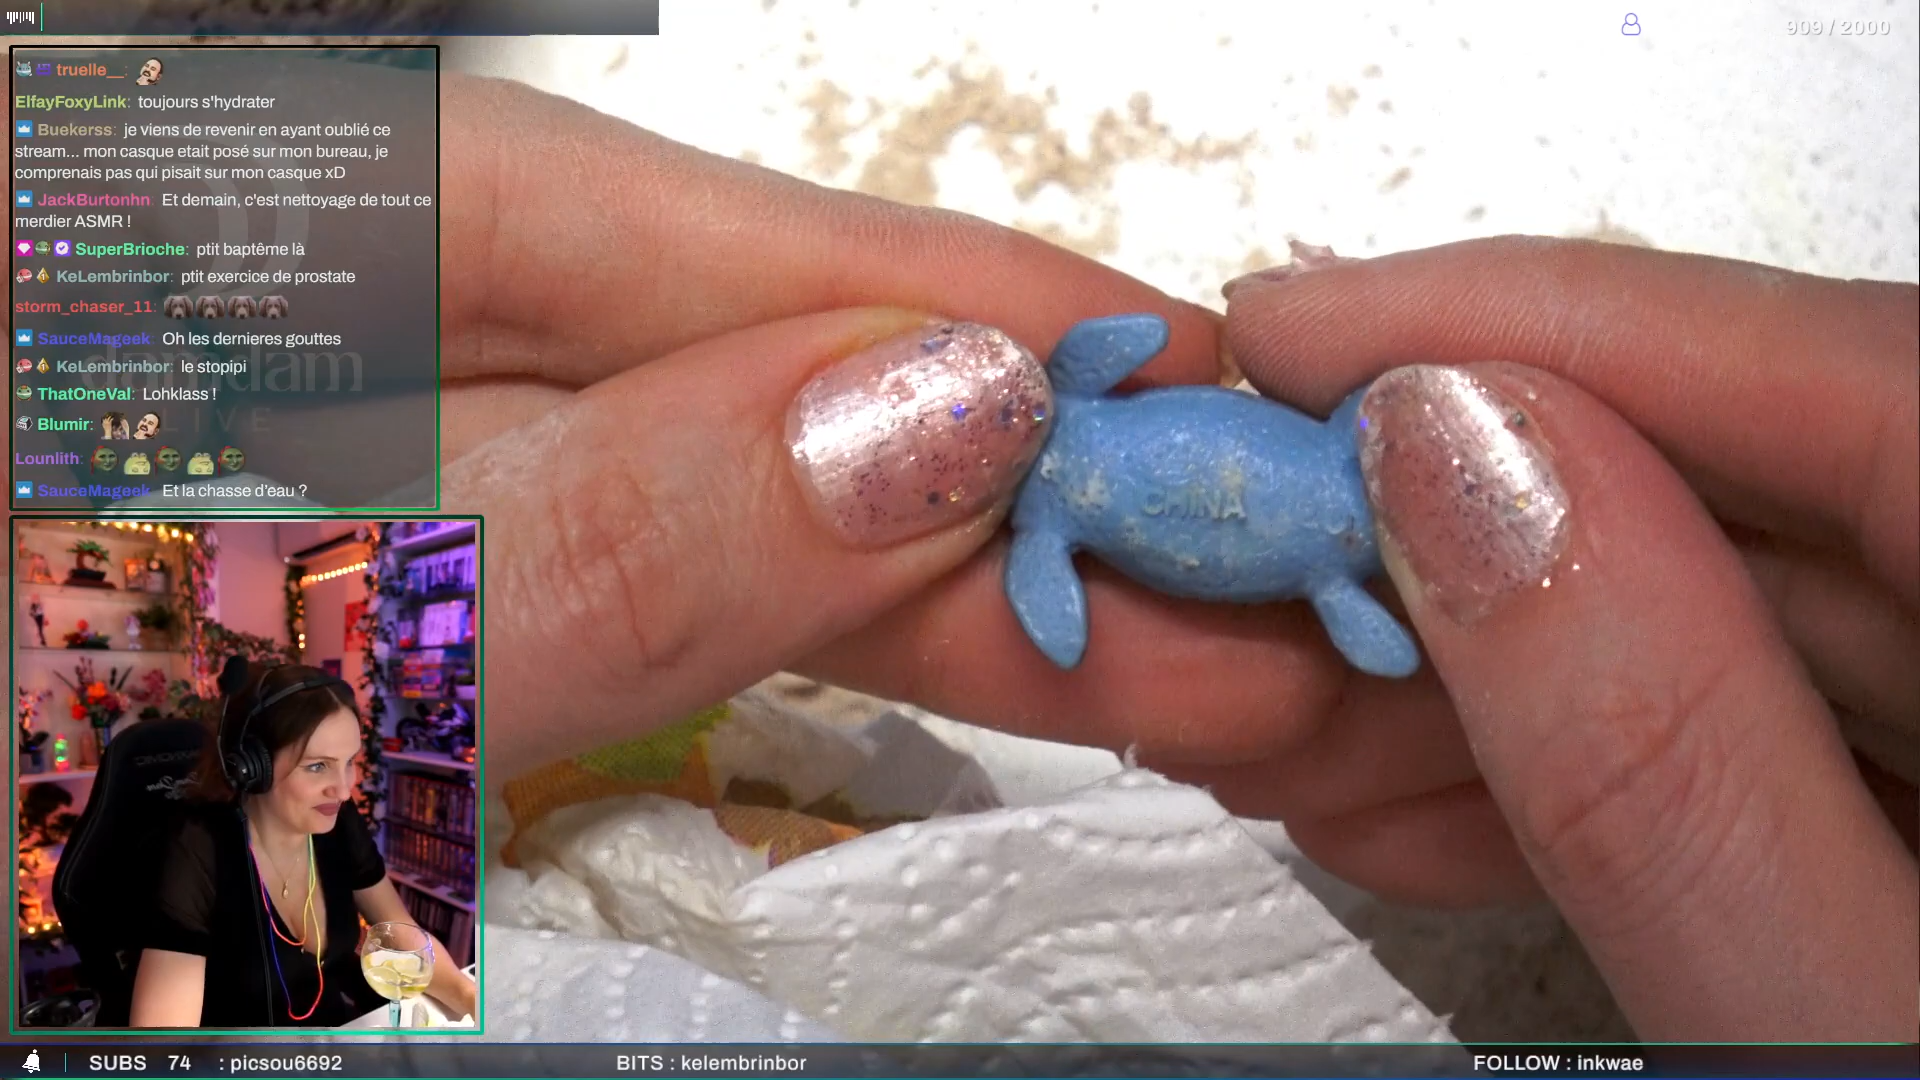 909 / 2000
truelle__:
ElfayFoxyLink: toujours s'hydrater
Buekerss: je viens de revenir en ayant oublié ce
stream... mon casque etait posé sur mon bureau, je
comprenais pas qui pisait sur mon casque xD
JackBurtonhn: Et demain, c'est nettoyage de tout ce
merdier ASMR !
SuperBrioche: ptit baptême là
KeLembrinbor: ptit exercice de prostate
storm_chaser_11:
SauceMageek: Oh les dernieres gouttes
damdam
KeLembrinbor: le stopipi
ThatOneVal: Lohklass !
LIVE
Blumir:
Lounlith:
SauceMageek: Et la chasse d'eau ?
CHINA
SUBS 74 : picsou6692
BITS : kelembrinbor
FOLLOW : inkwae